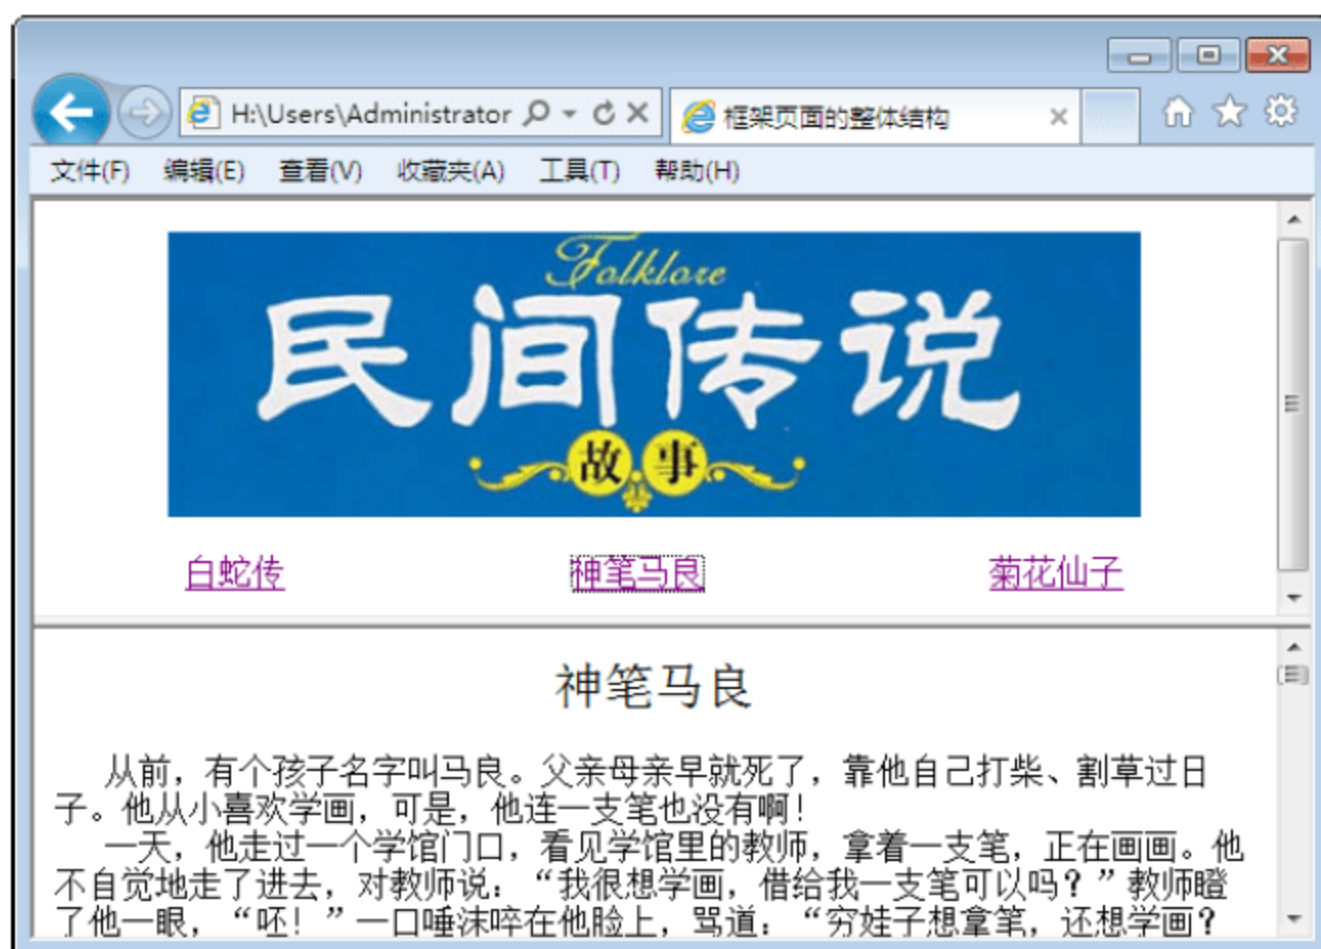 H:\Users\Administrator
框架页面的整体结构
文件(F) 编辑(E) 查看(V) 收藏夹(A) 工具(T) 帮助(H)
Folklore
民间传说
故事
白蛇传 神笔马良 菊花仙子
神笔马良
从前，有个孩子名字叫马良。父亲母亲早就死了，靠他自己打柴、割草过日
子。他从小喜欢学画，可是，他连一支笔也没有啊！
一天，他走过一个学馆门口，看见学馆里的教师，拿着一支笔，正在画画。他
不自觉地走了进去，对教师说：“我很想学画，借给我一支笔可以吗？”教师瞪
了他一眼，“呸！”一口唾沫啐在他脸上，骂道：“穷娃子想拿笔，还想学画？